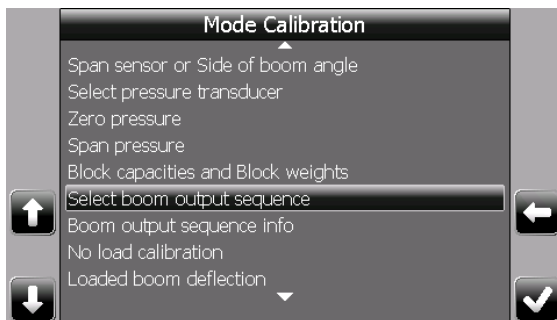 Mode Calibration
Span sensor or Side of boom angle
Select pressure transducer
Zero pressure
Span pressure
Block capacities and Block weights
Select boom output sequence
Boom output sequence info
No load calibration
Loaded boom deflection